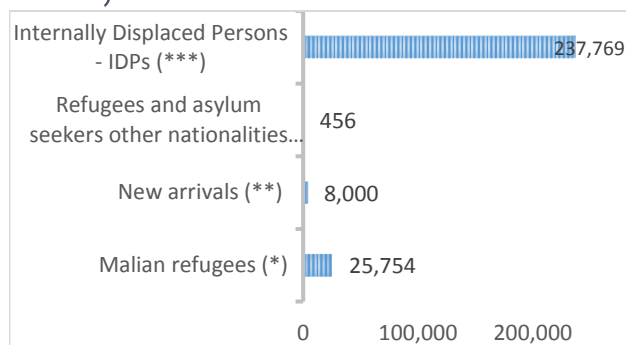 Internally Displaced Persons
- IDPs (***)
237,769
Refugees and asylum
seekers other nationalities...
456
New arrivals (**)
8,000
Malian refugees (*)
25,754
0 100,000 200,000